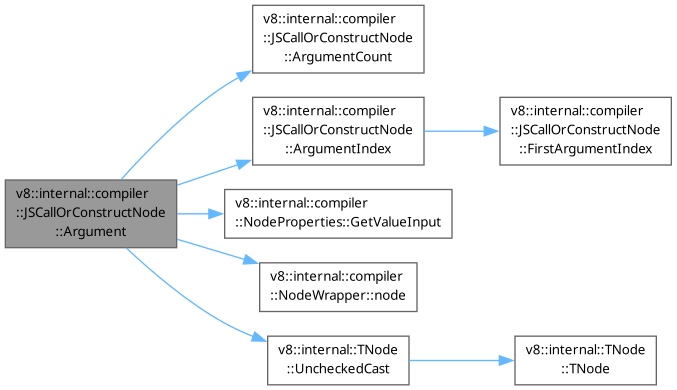 v8::internal::compiler
::JSCallOrConstructNode
::Argument
v8::internal::compiler
::JSCallOrConstructNode
::ArgumentCount
v8::internal::compiler
::JSCallOrConstructNode
::ArgumentIndex
v8::internal::compiler
::JSCallOrConstructNode
::FirstArgumentIndex
v8::internal::compiler
::NodeProperties::GetValueInput
v8::internal::compiler
::NodeWrapper::node
v8::internal::TNode
::UncheckedCast
v8::internal::TNode
::TNode